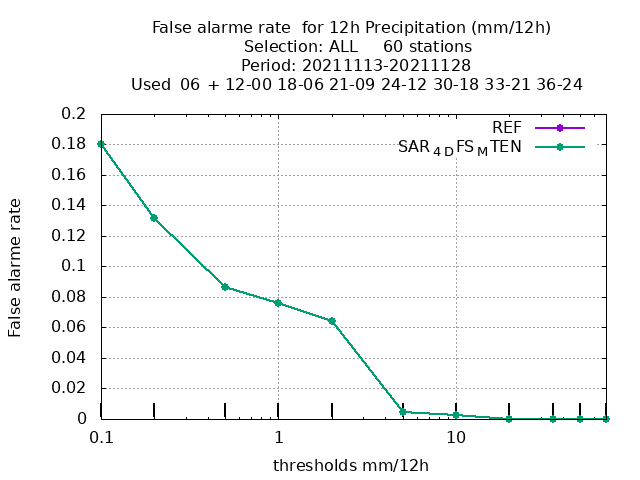 False alarme rate  for 12h Precipitation (mm/12h)
Selection: ALL     60 stations
Period: 20211113-20211128
Used  06  + 12-00 18-06 21-09 24-12 30-18 33-21 36-24
REF
SAR4DFSMTEN
0.2
0.18
0.16
0.14
0.12
0.1
0.08
0.06
0.04
0.02
0
False alarme rate
0.1
1
10
thresholds mm/12h